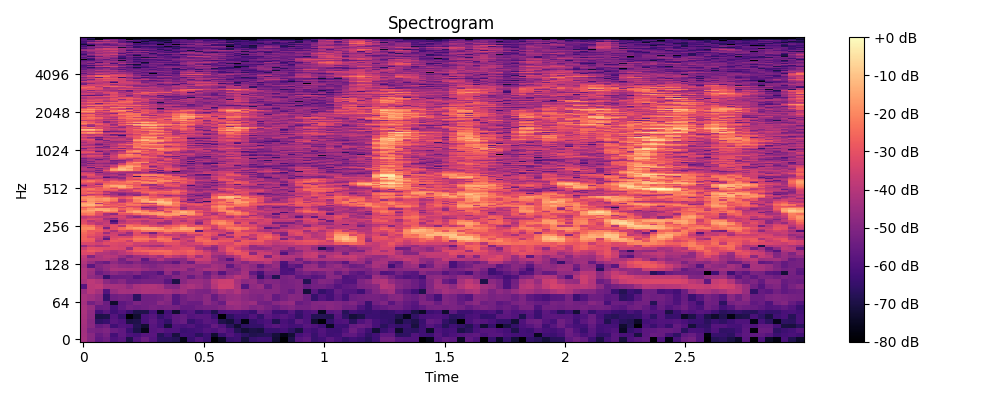 Spectrogram
Hz
4096
2048
1024
512
256
128
64
0
0
0.5
1
1.5
2
2.5
Time
+0 dB
-10 dB
-20 dB
-30 dB
-40 dB
-50 dB
-60 dB
-70 dB
-80 dB